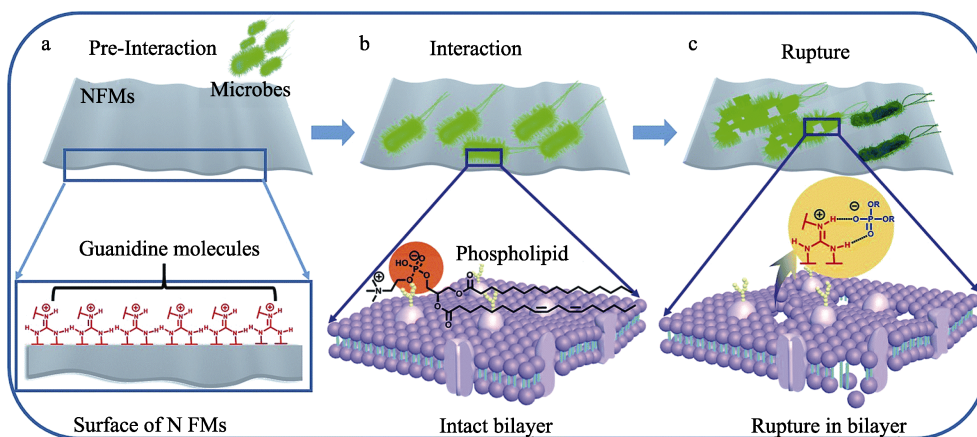 a
Pre-Interaction
Microbes
NFMs
Guanidine molecules
Surface of N FMs
b
Interaction
Phospholipid
Intact bilayer
c
Rupture
Rupture in bilayer